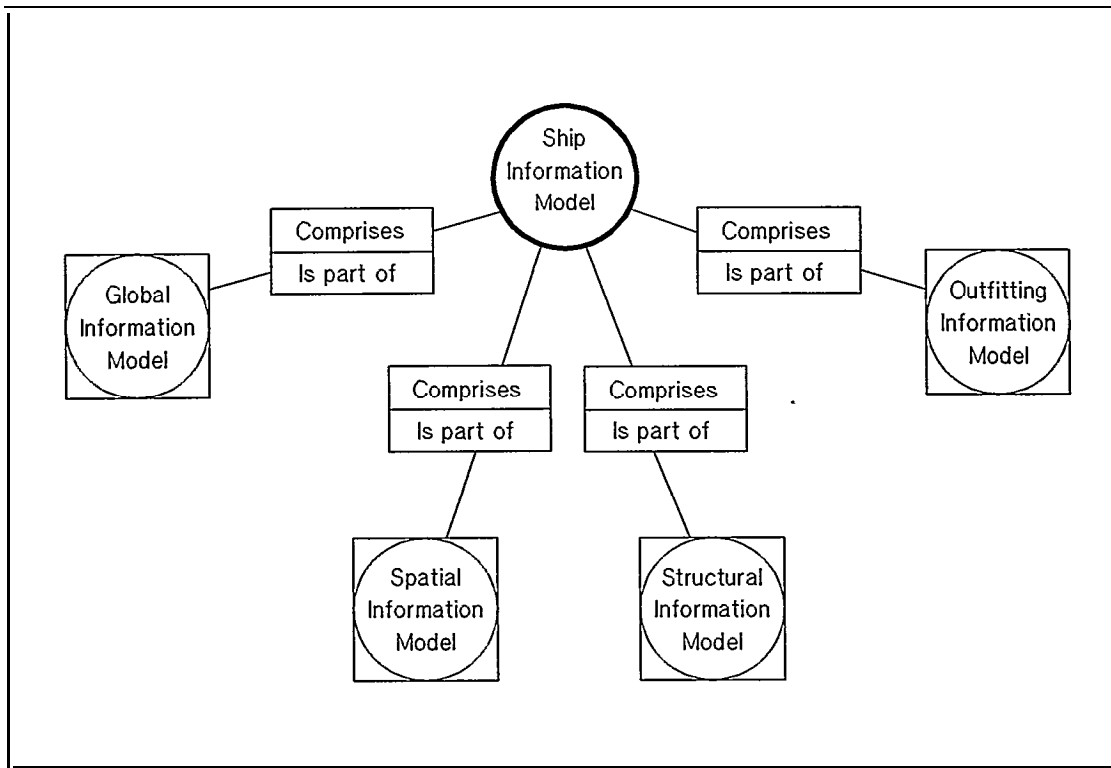 Ship
Information
Model
Comprises
Is part of
Comprises
Is part of
Global
Information
Model
Outfitting
Information
Model
Comprises
Is part of
Comprises
Is part of
Spatial
Information
Model
Structural
Information
Model